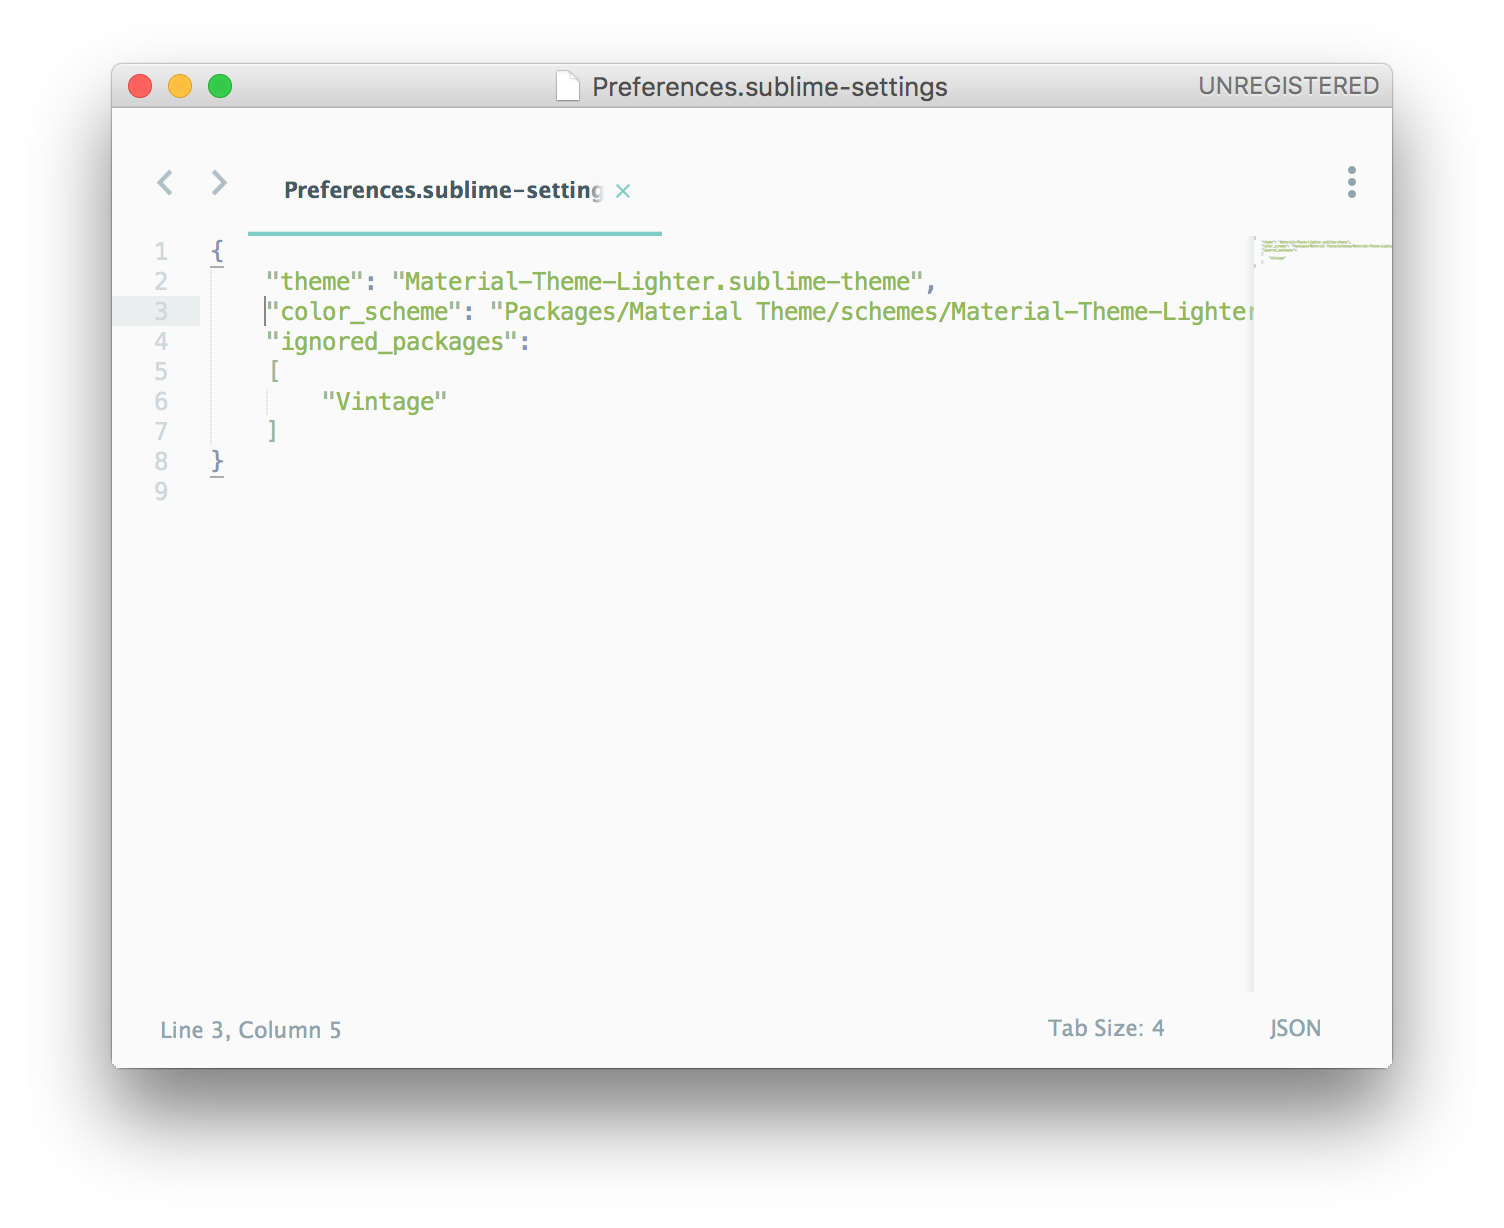 Preferences.sublime-settings
UNREGISTERED
Preferences.sublime-setting
1 {
2 "theme": "Material-Theme-Lighter.sublime-theme",
3 "color_scheme": "Packages/Material Theme/schemes/Material-Theme-Lighter
4 "ignored_packages":
5 [
6 "Vintage"
7 ]
8 }
9
Line 3, Column 5
Tab Size: 4
JSON